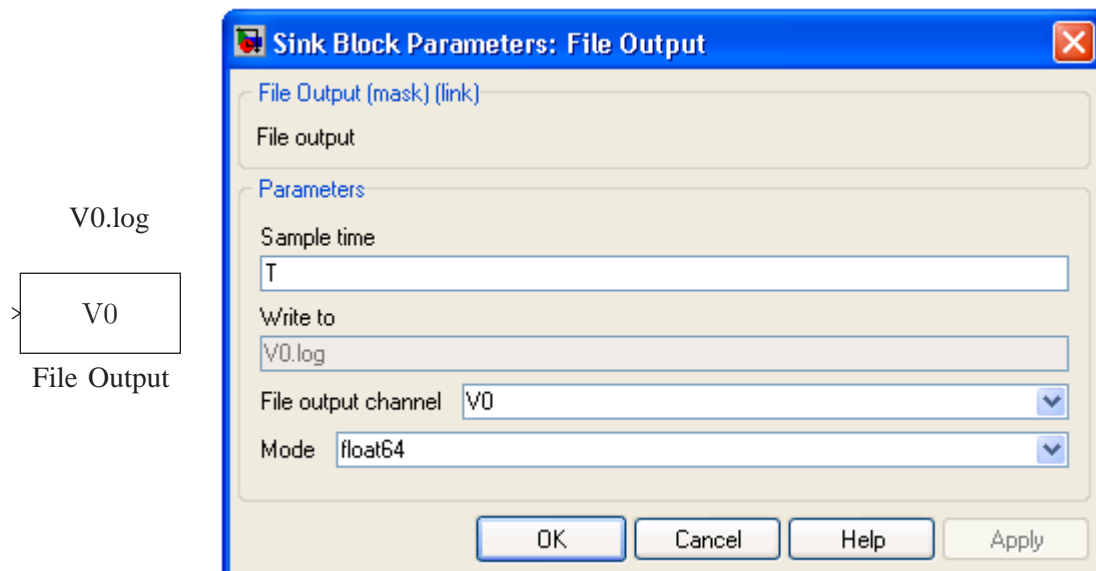 V0.log
V0
File Output
Sink Block Parameters: File Output
File Output (mask) (link)
File output
Parameters
Sample time
T
Write to
V0.log
File output channel V0
Mode float64
OK Cancel Help Apply